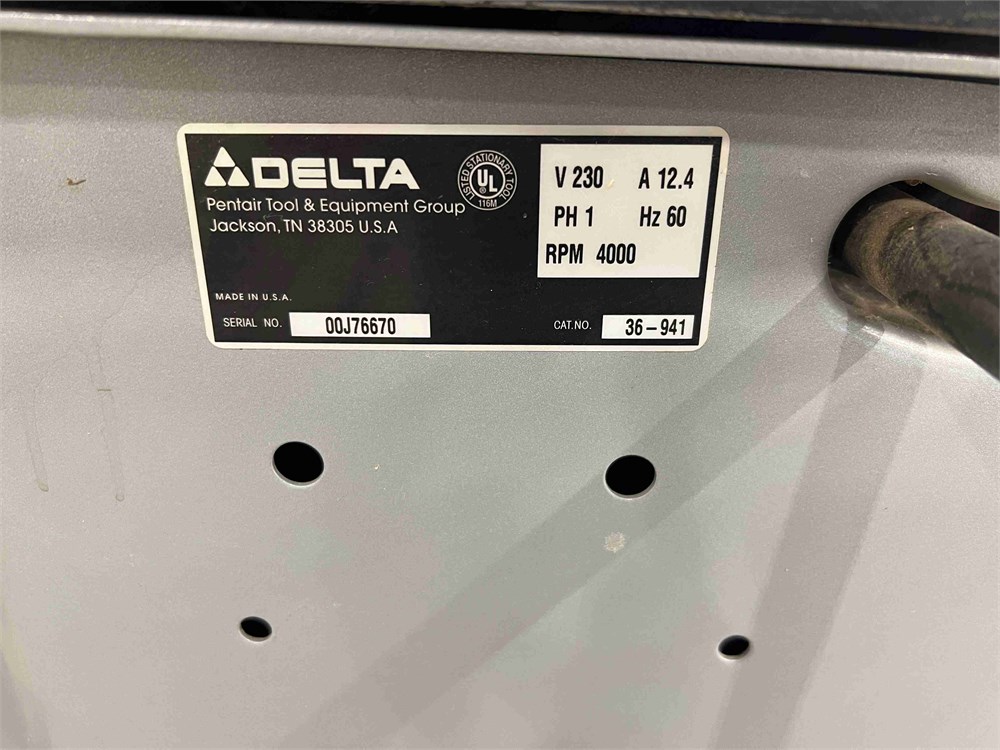 DELTA
Pentair Tool & Equipment Group
Jackson, TN 38305 U.S.A
LISTED STATIONARY TOOL
UL
®
116M
V 230 A 12.4
PH 1 Hz 60
RPM 4000
MADE IN U.S.A.
SERIAL NO. 00J76670
CAT.NO. 36-941